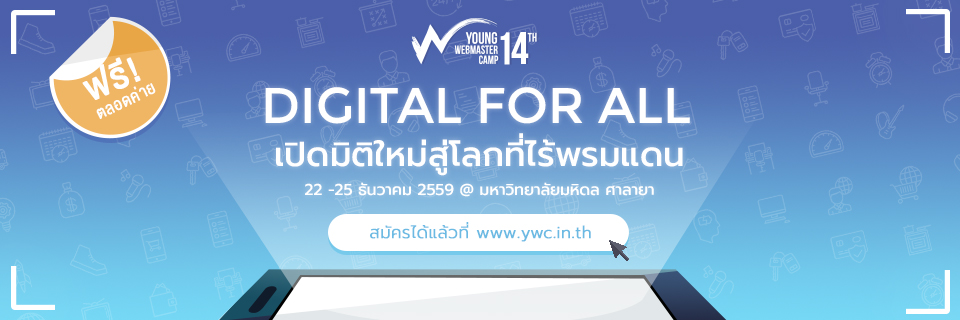 ฟรี!
ตลอดค่าย
YOUNG
WEBMASTER
CAMP
14TH
DIGITAL FOR ALL
เปิดมิติใหม่สู่โลกที่ไร้พรมแดน
22 -25 ธันวาคม 2559 @ มหาวิทยาลัยมหิดล ศาลายา
สมัครได้แล้วที่ www.ywc.in.th